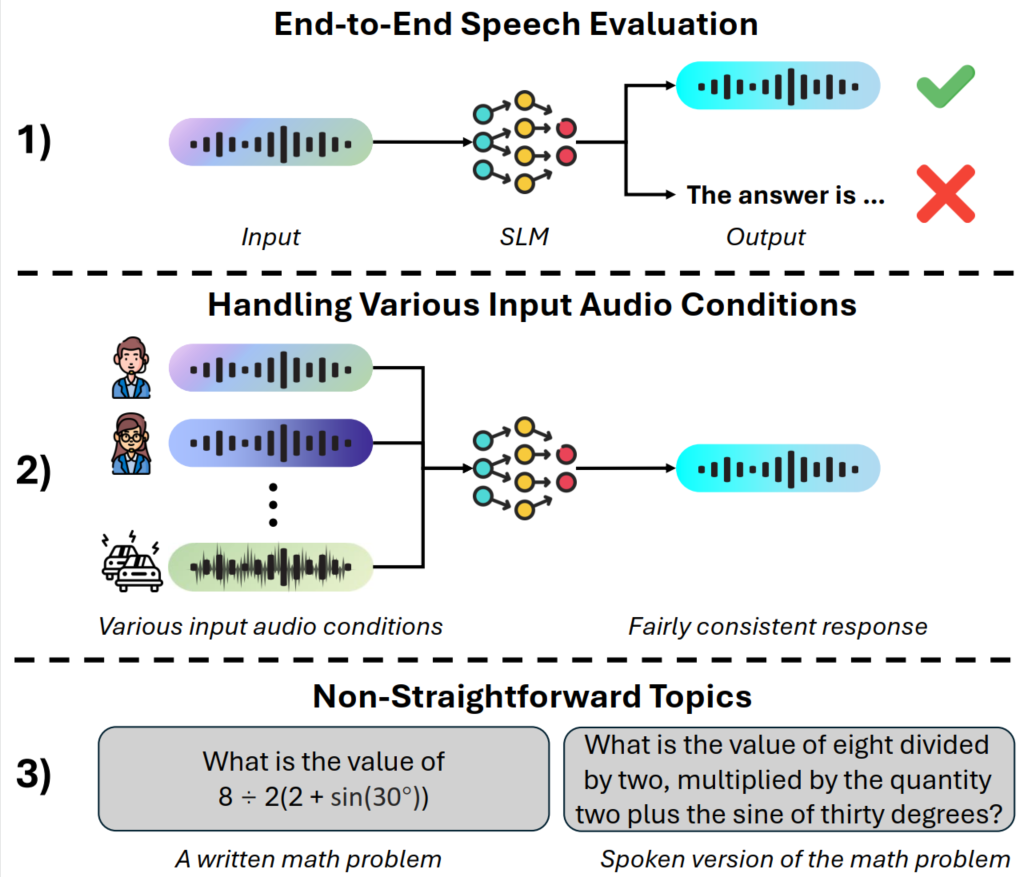 End-to-End Speech Evaluation
1)
The answer is ...
Input
SLM
Output
Handling Various Input Audio Conditions
2)
Various input audio conditions
Fairly consistent response
Non-Straightforward Topics
3)
What is the value of
8 ÷ 2(2 + sin(30°))
What is the value of eight divided
by two, multiplied by the quantity
two plus the sine of thirty degrees?
A written math problem
Spoken version of the math problem